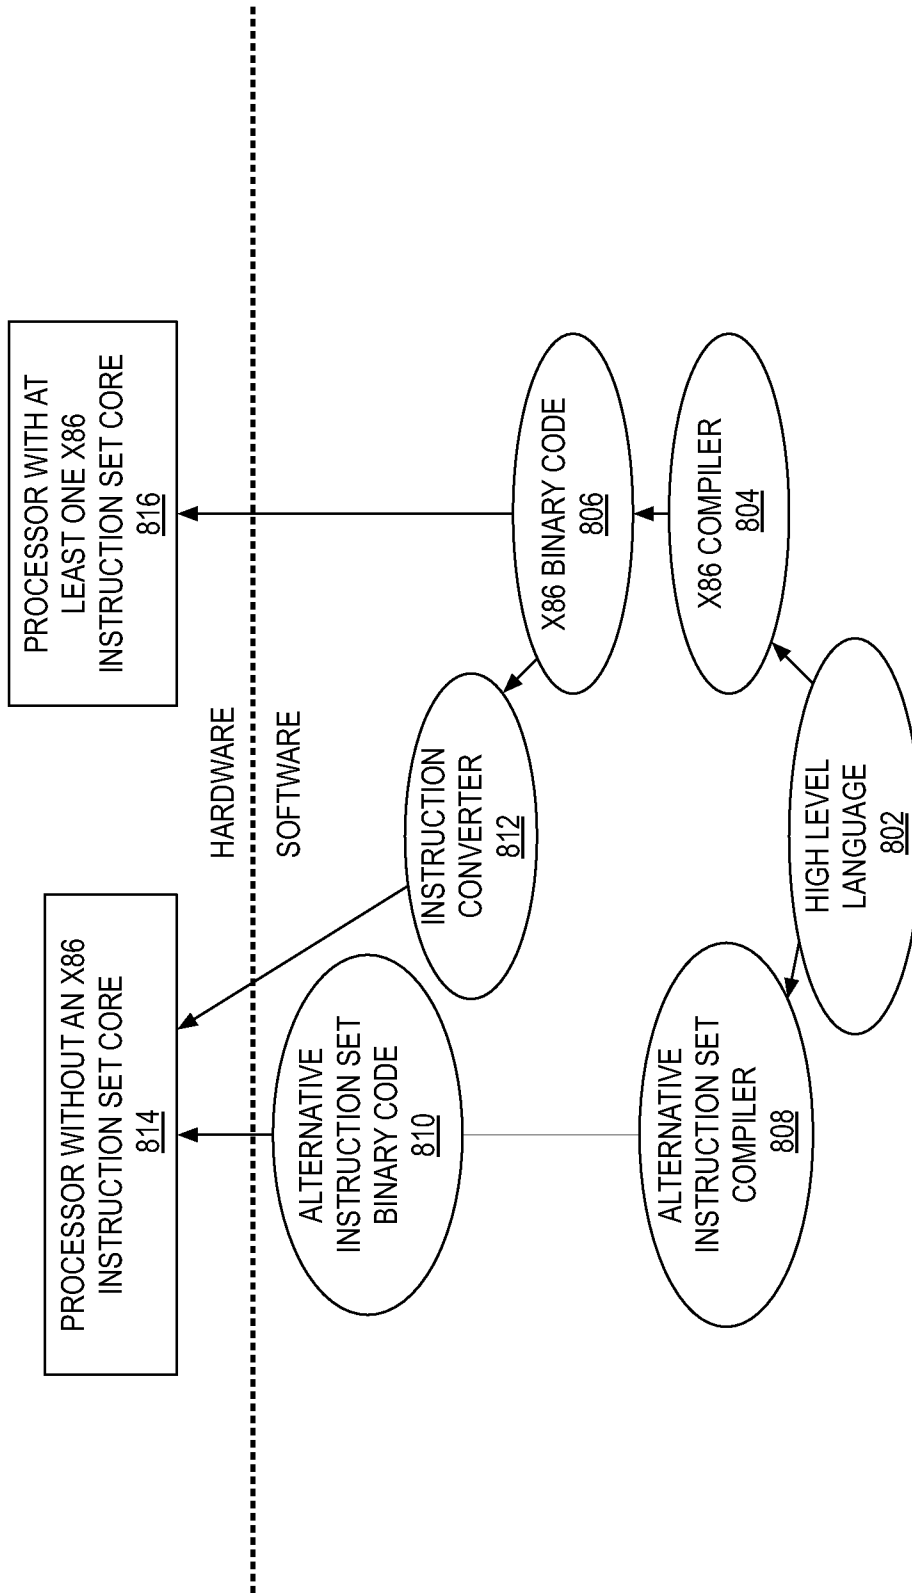 PROCESSOR WITHOUT AN X86
INSTRUCTION SET CORE
814
PROCESSOR WITH AT
LEAST ONE X86
INSTRUCTION SET CORE
816
HARDWARE
SOFTWARE
ALTERNATIVE
INSTRUCTION SET
BINARY CODE
810
INSTRUCTION
CONVERTER
812
X86 BINARY CODE
806
ALTERNATIVE
INSTRUCTION SET
COMPILER
808
X86 COMPILER
804
HIGH LEVEL
LANGUAGE
802